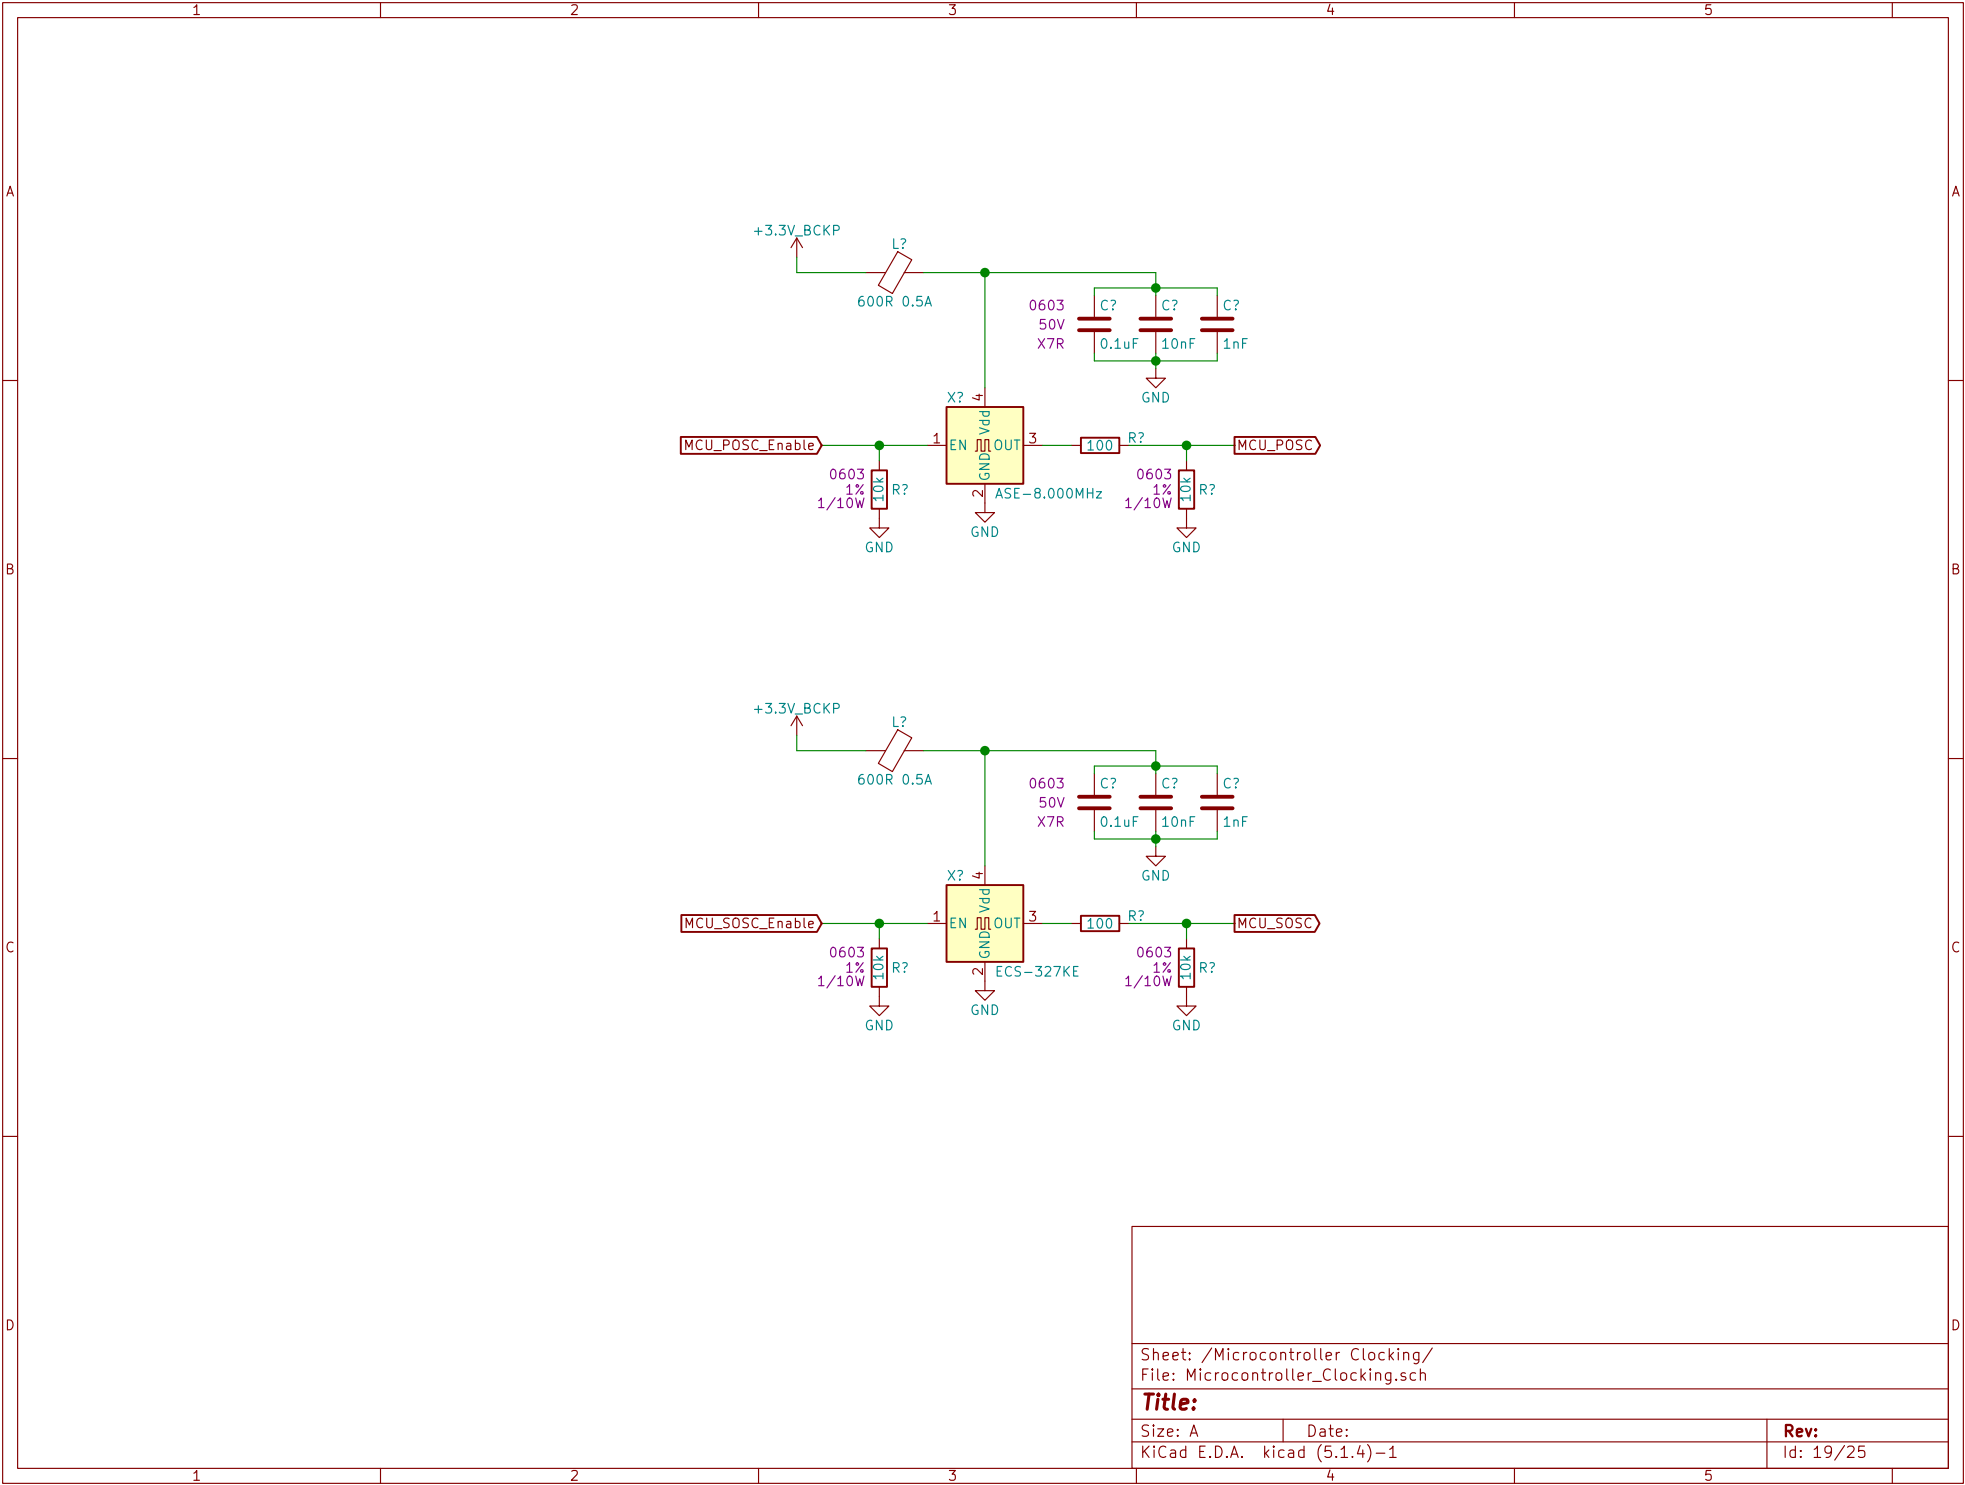 1 2 3 4 5
A A
+3.3V_BCKP
L?
600R 0.5A
0603 C? C? C?
50V
X7R 0.1uF 10nF 1nF
GND
X? 4
Vdd
MCU_POSC_Enable 1 EN OUT 3 100 R? MCU_POSC
GND
0603 0603
1% 10k R? 1% 10k R?
1/10W 1/10W
2 ASE-8.000MHz
GND
GND GND
B B
+3.3V_BCKP
L?
600R 0.5A
0603 C? C? C?
50V
X7R 0.1uF 10nF 1nF
GND
X? 4
Vdd
MCU_SOSC_Enable 1 EN OUT 3 100 R? MCU_SOSC
GND
C C
0603 0603
1% 10k R? 1% 10k R?
1/10W 1/10W
2 ECS-327KE
GND
GND GND
D D
Sheet: /Microcontroller Clocking/
File: Microcontroller_Clocking.sch
Title:
Size: A Date: Rev:
KiCad E.D.A. kicad (5.1.4)-1 Id: 19/25
1 2 3 4 5